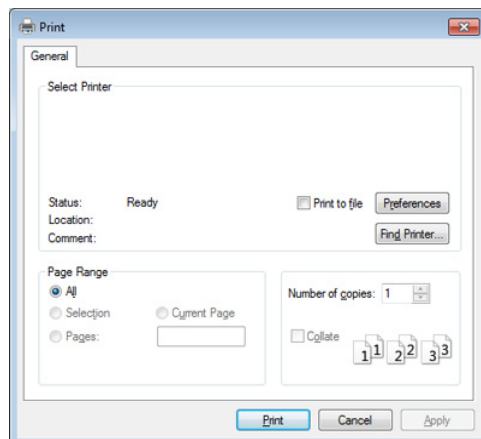 Print
General
Select Printer
Status: Ready
Print to file
Preferences
Location:
Comment:
Find Printer...
Page Range
All
Selection
Current Page
Pages:
Number of copies: 1
Collate
1 1 2 2 3 3
Print
Cancel
Apply